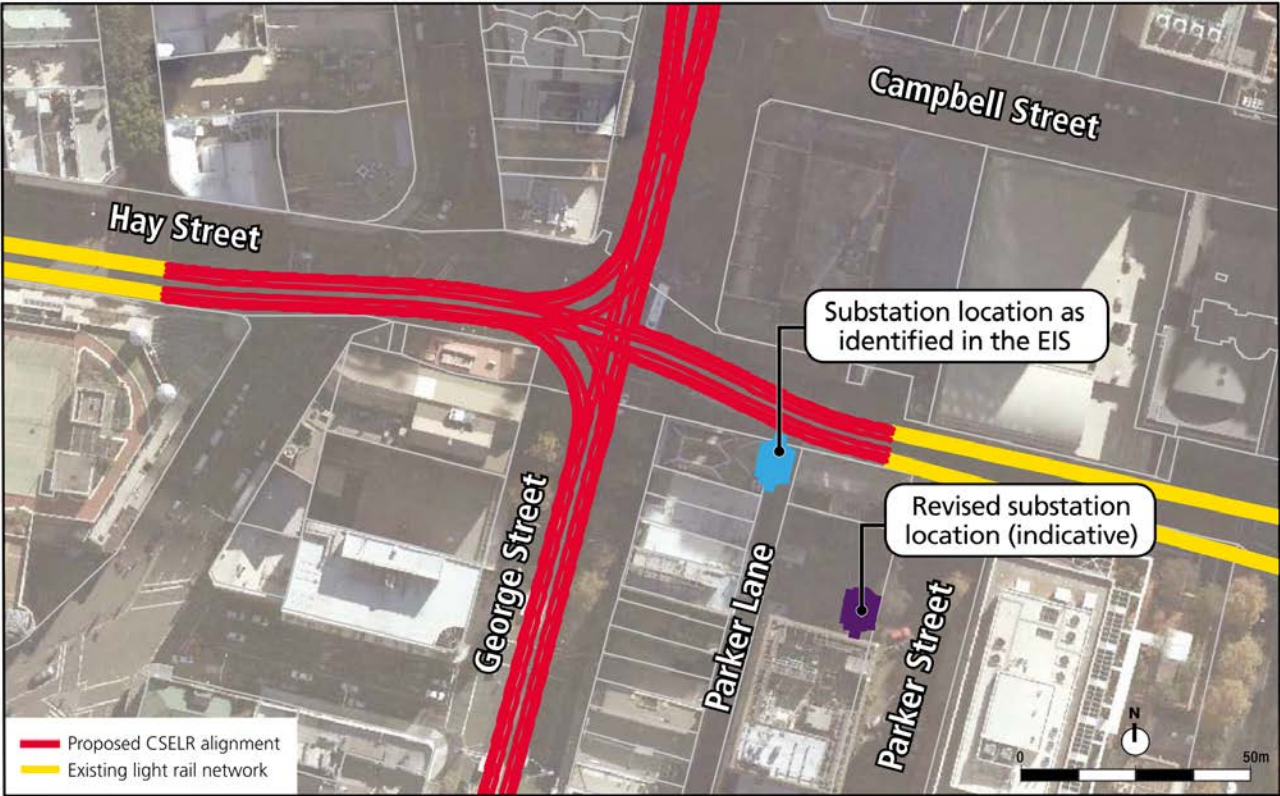 Campbell Street
Hay Street
Substation location as
identified in the EIS
Revised substation
location (indicative)
George Street
Parker Lane
Parker Street
Proposed CSELR alignment
Existing light rail network
N
0
50m